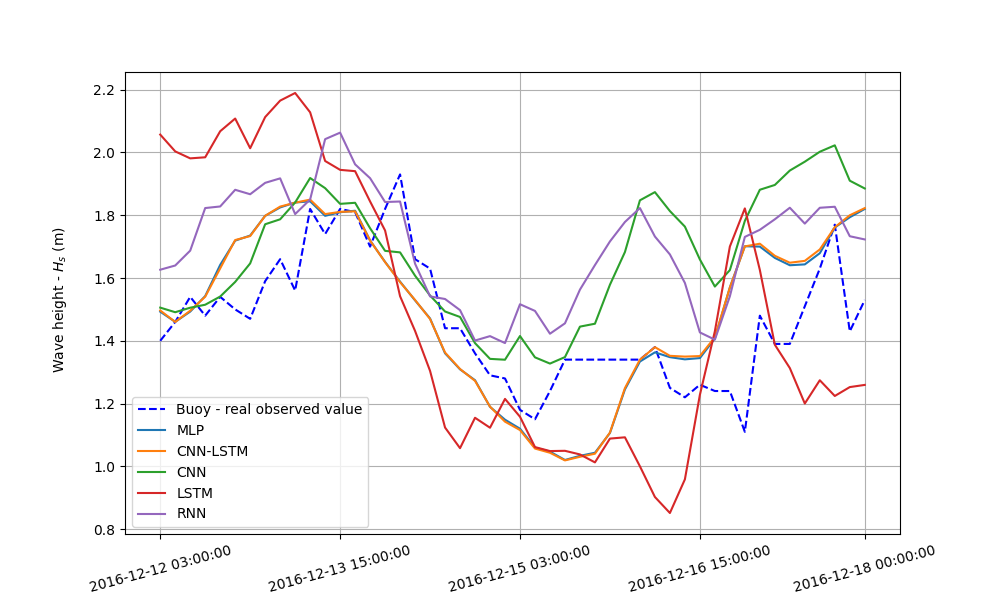 2.2
2.0
1.8
1.6
1.4
1.2
1.0
0.8
Wave height - Hs (m)
Buoy - real observed value
MLP
CNN-LSTM
CNN
LSTM
RNN
2016-12-12 03:00:00
2016-12-13 15:00:00
2016-12-15 03:00:00
2016-12-16 15:00:00
2016-12-18 00:00:00